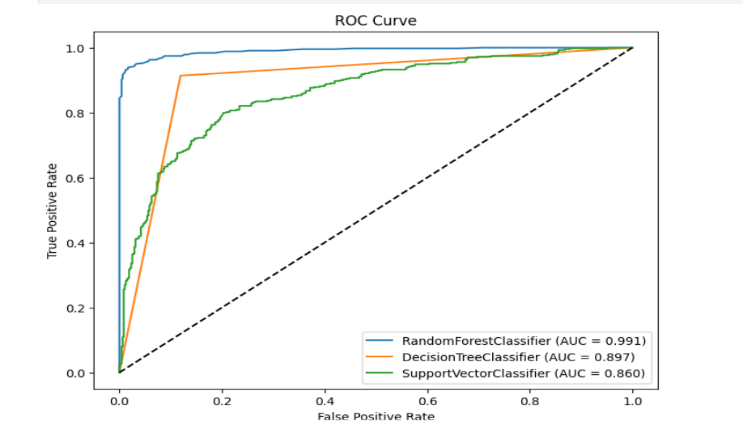 ROC Curve
1.0
0.8
0.6
0.4
0.2
0.0
True Positive Rate
RandomForestClassifier (AUC = 0.991)
DecisionTreeClassifier (AUC = 0.897)
SupportVectorClassifier (AUC = 0.860)
0.0 0.2 0.4 0.6 0.8 1.0
False Positive Rate